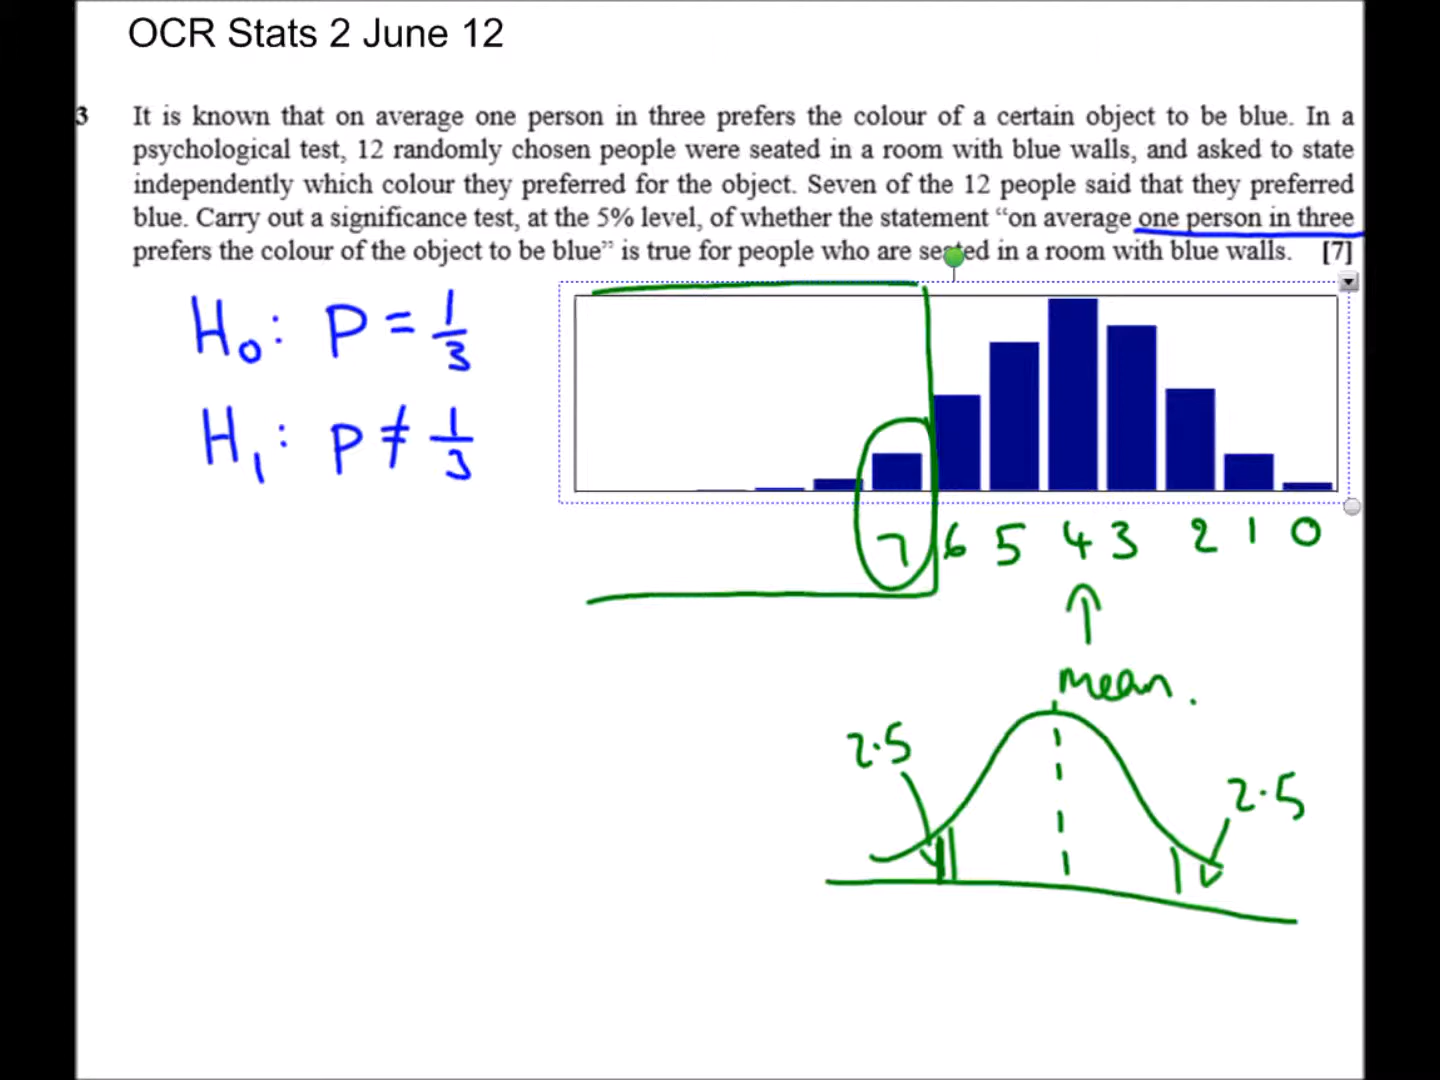 OCR Stats 2 June 12
3 It is known that on average one person in three prefers the colour of a certain object to be blue. In a
psychological test, 12 randomly chosen people were seated in a room with blue walls, and asked to state
independently which colour they preferred for the object. Seven of the 12 people said that they preferred
blue. Carry out a significance test, at the 5% level, of whether the statement “on average one person in three
prefers the colour of the object to be blue” is true for people who are seated in a room with blue walls. [7]
H₀: P = 1/3
H₁: P ≠ 1/3
7 6 5 4 3 2 1 0
mean.
2.5
2.5